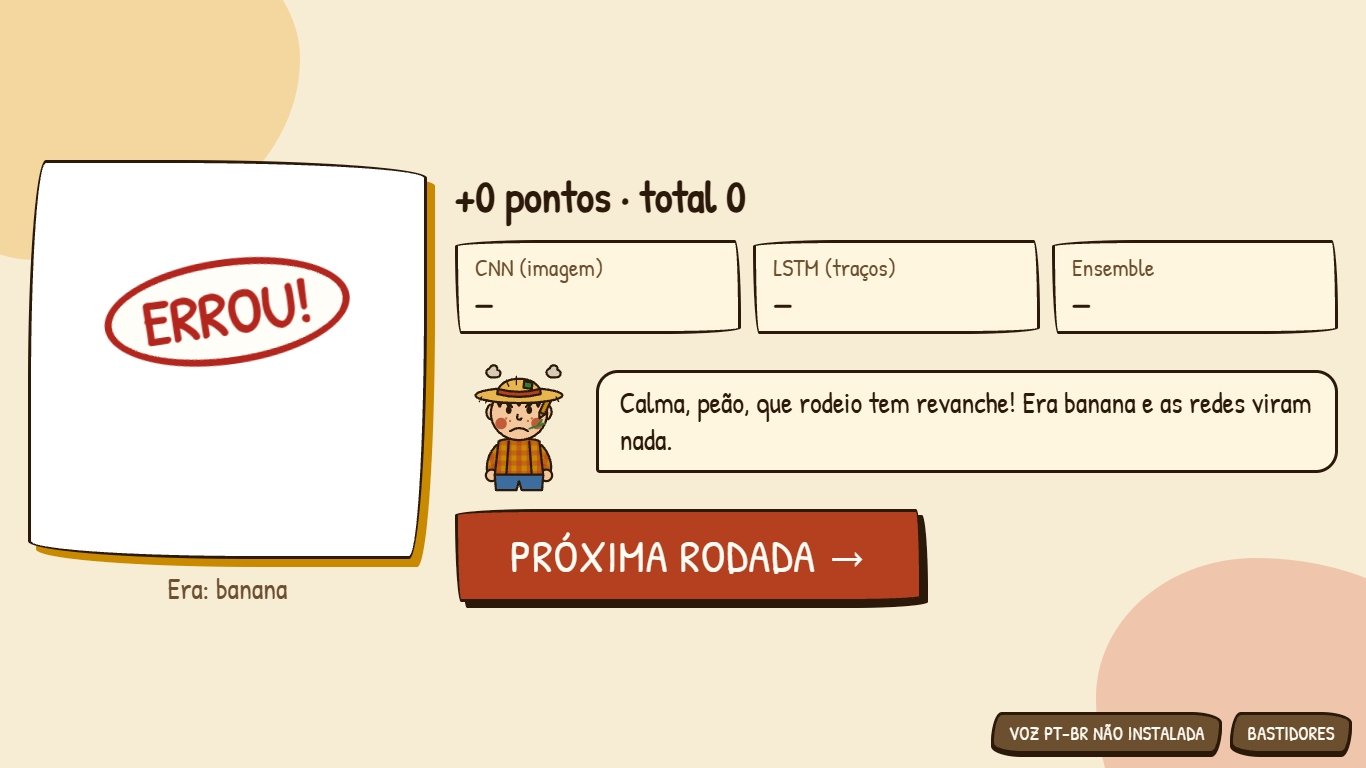 ERROU!
Era: banana
+0 pontos · total 0
CNN (imagem)
–
LSTM (traços)
–
Ensemble
–
Calma, peão, que rodeio tem revanche! Era banana e as redes viram
nada.
PRÓXIMA RODADA →
VOZ PT-BR NÃO INSTALADA
BASTIDORES